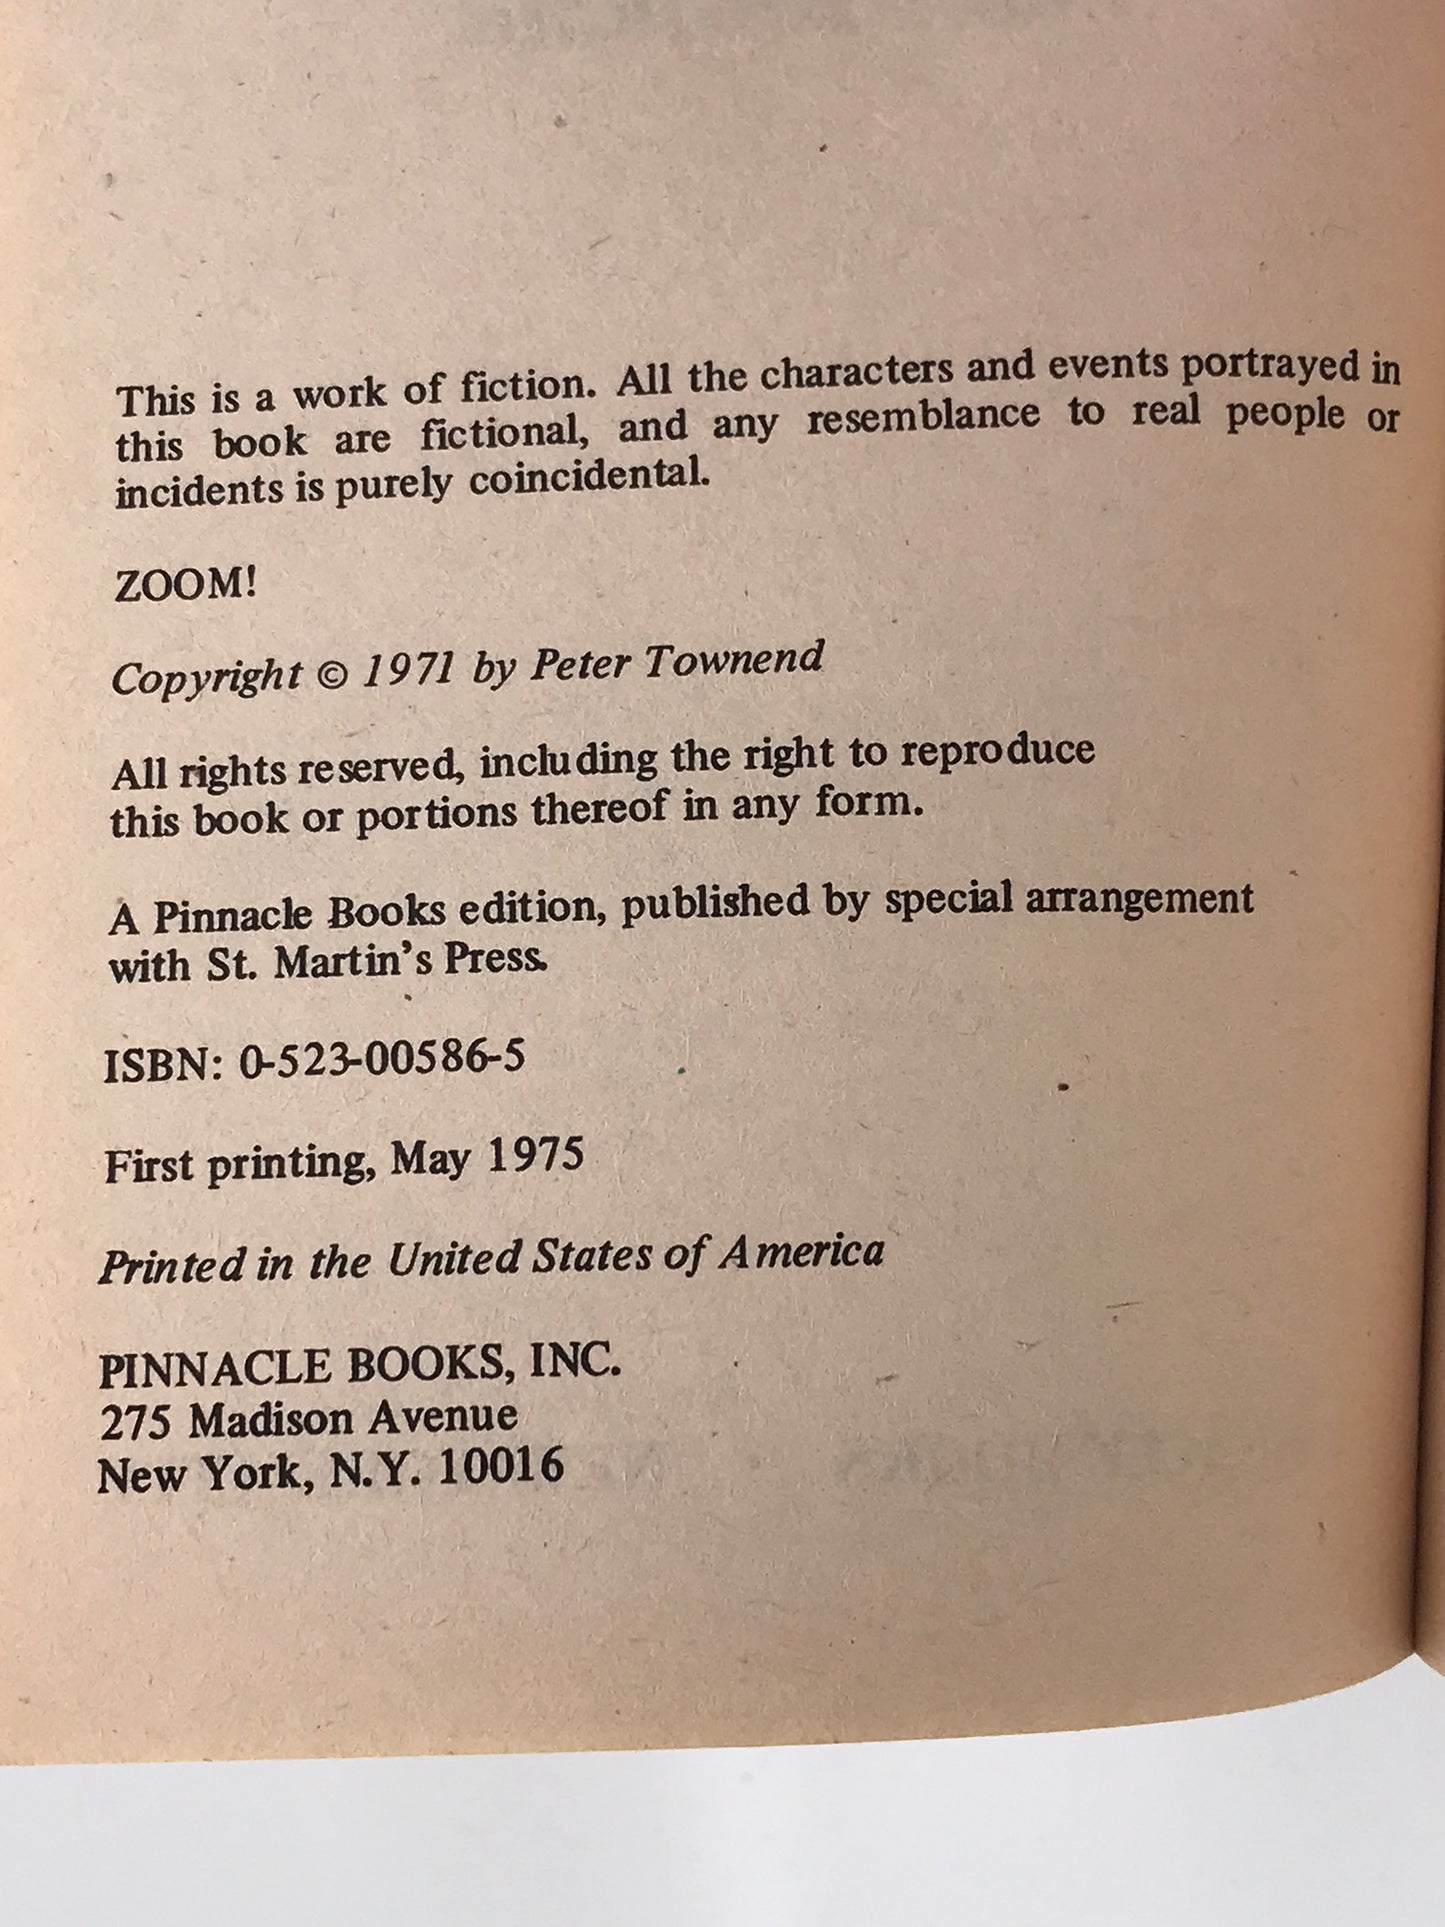 This is a work of fiction. All the characters and events portrayed in
this book are fictional, and any resemblance to real people or
incidents is purely coincidental.
ZOOM!
Copyright © 1971 by Peter Townend
All rights reserved, including the right to reproduce
this book or portions thereof in any form.
A Pinnacle Books edition, published by special arrangement
with St. Martin's Press.
ISBN: 0-523-00586-5
First printing, May 1975
Printed in the United States of America
PINNACLE BOOKS, INC.
275 Madison Avenue
New York, N.Y. 10016